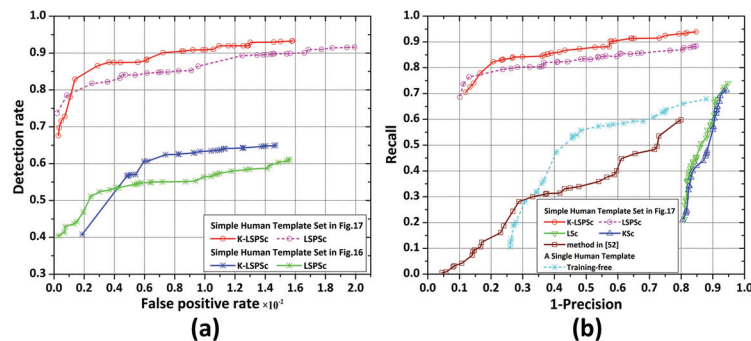 Detection rate
1.0
0.9
0.8
0.7
0.6
0.5
0.4
0.3
Simple Human Template Set in Fig.17
K-LSPSc LSPSc
Simple Human Template Set in Fig.16
K-LSPSc LSPSc
0.0 0.2 0.4 0.6 0.8 1.0 1.2 1.4 1.6 1.8 2.0
False positive rate ×10⁻²
(a)
Recall
1.0
0.9
0.8
0.7
0.6
0.5
0.4
0.3
0.2
0.1
0.0
Simple Human Template Set in Fig.17
K-LSPSc LSPSc
LSc KSc
method in [52]
A Single Human Template
Training-free
0.0 0.1 0.2 0.3 0.4 0.5 0.6 0.7 0.8 0.9 1.0
1-Precision
(b)